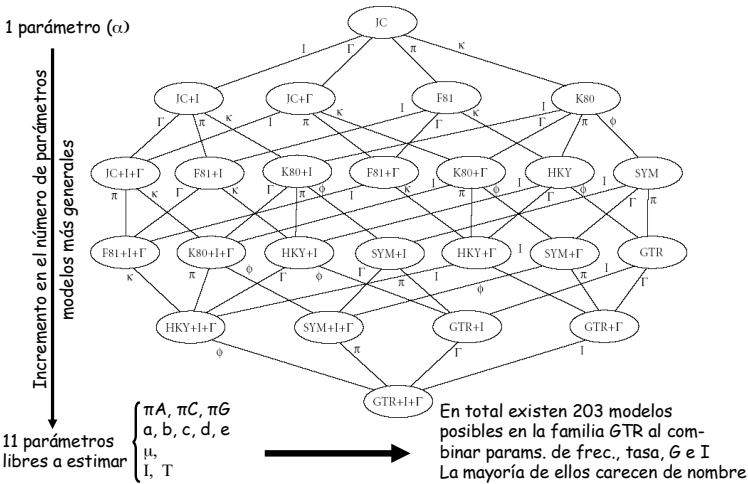 1 parámetro (α)
JC
I Γ π κ
JC+I JC+Γ F81 K80
Γ π κ I π κ I Γ κ I Γ π φ
JC+I+Γ F81+I K80+I F81+Γ K80+Γ HKY SYM
π κ Γ κ Γ π φ I κ I π φ I Γ φ I Γ π
F81+I+Γ K80+I+Γ HKY+I SYM+I HKY+Γ SYM+Γ GTR
κ π φ Γ φ Γ π I φ I π I Γ
HKY+I+Γ SYM+I+Γ GTR+I GTR+Γ
φ π Γ I
GTR+I+Γ
Incremento en el número de parámetros
modelos más generales
11 parámetros
libres a estimar
πA, πC, πG
a, b, c, d, e
μ,
I, T
En total existen 203 modelos
posibles en la familia GTR al com-
binar params. de frec., tasa, G e I
La mayoría de ellos carecen de nombre